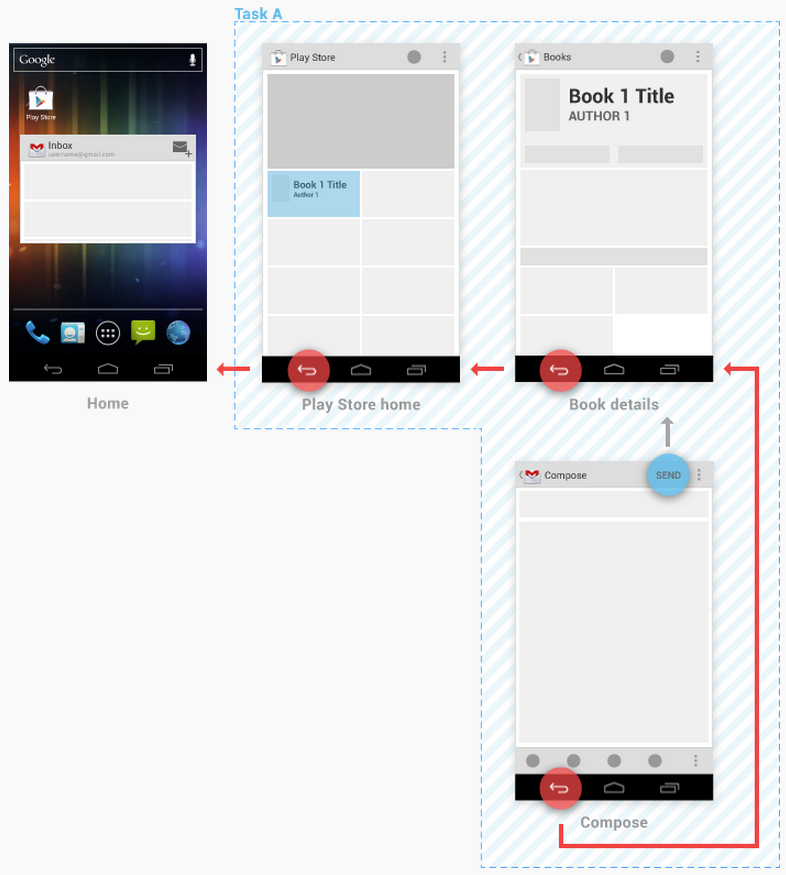 Task A
Google
Play Store
Inbox
username@gmail.com
Home
Play Store
Book 1 Title
Author 1
Play Store home
Books
Book 1 Title
AUTHOR 1
Book details
Compose
SEND
Compose